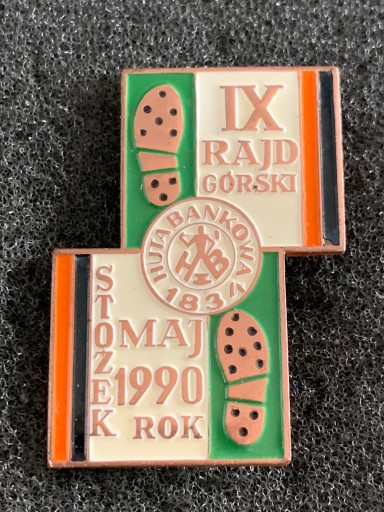 IX
RAJD
GÓRSKI
HUTA BANKOWA
HB
1834
STOŻEK
MAJ
1990
ROK